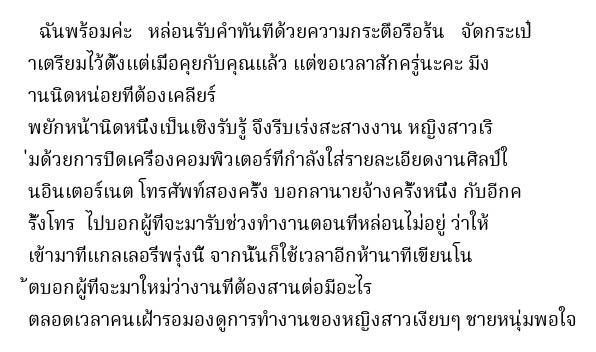 ฉันพร้อมค่ะ หล่อนรับคำทันทีด้วยความกระตือรือร้น จัดกระเป๋
าเตรียมไว้ตั้งแต่เมื่อคุยกับคุณแล้ว แต่ขอเวลาสักครู่นะคะ มีง
านนิดหน่อยที่ต้องเคลียร์
พยักหน้านิดหนึ่งเป็นเชิงรับรู้ จึงรีบเร่งสะสางงาน หญิงสาวเริ
่มด้วยการปิดเครื่องคอมพิวเตอร์ที่กำลังใส่รายละเอียดงานศิลป์ใ
นอินเตอร์เนต โทรศัพท์สองครั้ง บอกลานายจ้างครั้งหนึ่ง กับอีกค
รั้งโทร ไปบอกผู้ที่จะมารับช่วงทำงานตอนที่หล่อนไม่อยู่ ว่าให้
เข้ามาที่แกลเลอรีพรุ่งนี้ จากนั้นก็ใช้เวลาอีกห้านาทีเขียนโน
้ตบอกผู้ที่จะมาใหม่ว่างานที่ต้องสานต่อมีอะไร
ตลอดเวลาคนเฝ้ารอมองดูการทำงานของหญิงสาวเงียบๆ ชายหนุ่มพอใจ